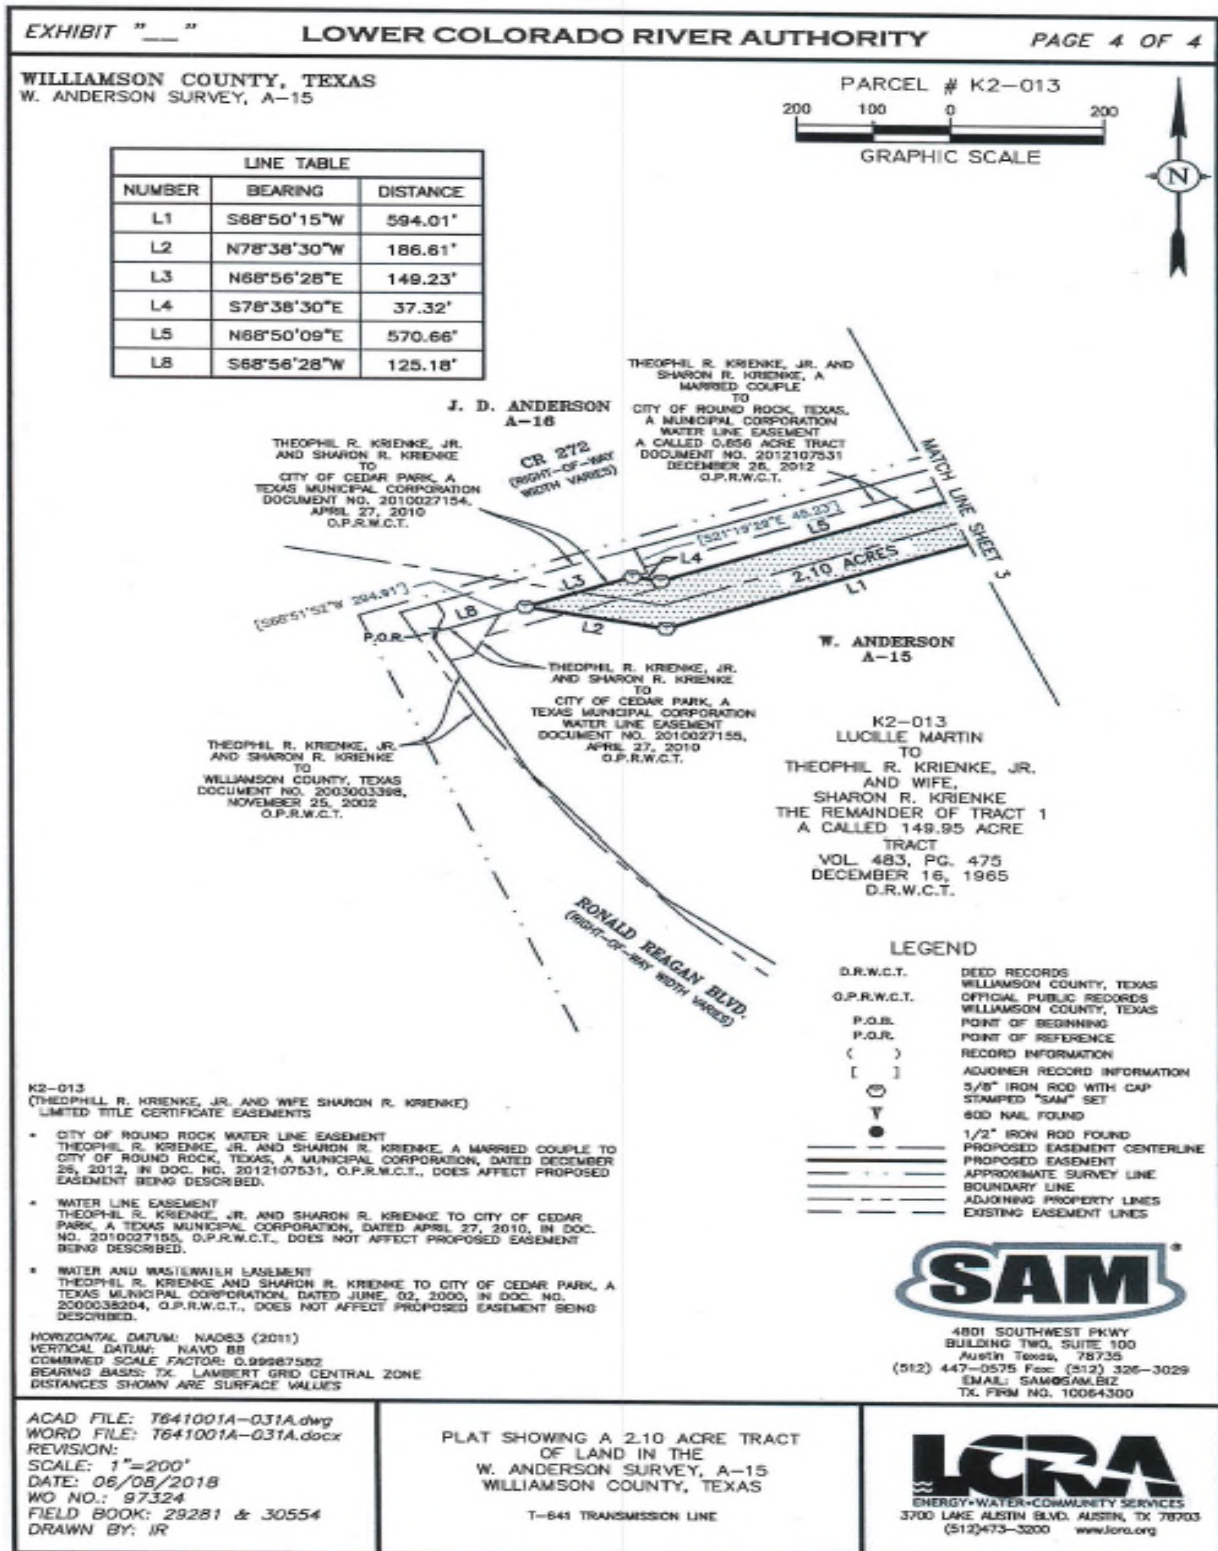 EXHIBIT "__"
LOWER COLORADO RIVER AUTHORITY
PAGE 4 OF 4
WILLIAMSON COUNTY, TEXAS
W. ANDERSON SURVEY, A-15
PARCEL # K2-013
200 100 0 200
GRAPHIC SCALE
N
LINE TABLE
NUMBER BEARING DISTANCE
L1 S68°50'15"W 594.01'
L2 N78°38'30"W 186.61'
L3 N68°56'28"E 149.23'
L4 S78°38'30"E 37.32'
L5 N68°50'09"E 570.66'
L8 S68°56'28"W 125.18'
THEOPHIL R. KRIENKE, JR. AND
SHARON R. KRIENKE, A
MARRIED COUPLE
TO
CITY OF ROUND ROCK, TEXAS,
A MUNICIPAL CORPORATION
WATER LINE EASEMENT
A CALLED 0.856 ACRE TRACT
DOCUMENT NO. 2012107531
DECEMBER 26, 2012
O.P.R.W.C.T.
J. D. ANDERSON
A-16
CR 272
(RIGHT-OF-WAY
WIDTH VARIES)
THEOPHIL R. KRIENKE, JR.
AND SHARON R. KRIENKE
TO
CITY OF CEDAR PARK, A
TEXAS MUNICIPAL CORPORATION
DOCUMENT NO. 2010027154,
APRIL 27, 2010
O.P.R.W.C.T.
MATCH LINE SHEET 3
[S21°19'29"E 45.23']
L5
L4
L3
2.10 ACRES
L1
[S68°51'52"W 294.91']
L8
L2
P.O.R.
W. ANDERSON
A-15
THEOPHIL R. KRIENKE, JR.
AND SHARON R. KRIENKE
TO
CITY OF CEDAR PARK, A
TEXAS MUNICIPAL CORPORATION
WATER LINE EASEMENT
DOCUMENT NO. 2010027155,
APRIL 27, 2010
O.P.R.W.C.T.
THEOPHIL R. KRIENKE, JR.
AND SHARON R. KRIENKE
TO
WILLIAMSON COUNTY, TEXAS
DOCUMENT NO. 2003003398,
NOVEMBER 25, 2002
O.P.R.W.C.T.
K2-013
LUCILLE MARTIN
TO
THEOPHIL R. KRIENKE, JR.
AND WIFE,
SHARON R. KRIENKE
THE REMAINDER OF TRACT 1
A CALLED 149.95 ACRE
TRACT
VOL. 483, PG. 475
DECEMBER 16, 1965
D.R.W.C.T.
RONALD REAGAN BLVD.
(RIGHT-OF-WAY WIDTH VARIES)
LEGEND
D.R.W.C.T. DEED RECORDS
WILLIAMSON COUNTY, TEXAS
O.P.R.W.C.T. OFFICIAL PUBLIC RECORDS
WILLIAMSON COUNTY, TEXAS
P.O.B. POINT OF BEGINNING
P.O.R. POINT OF REFERENCE
( ) RECORD INFORMATION
[ ] ADJOINER RECORD INFORMATION
5/8" IRON ROD WITH CAP
STAMPED "SAM" SET
60D NAIL FOUND
1/2" IRON ROD FOUND
PROPOSED EASEMENT CENTERLINE
PROPOSED EASEMENT
APPROXIMATE SURVEY LINE
BOUNDARY LINE
ADJOINING PROPERTY LINES
EXISTING EASEMENT LINES
K2-013
(THEOPHILL R. KRIENKE, JR. AND WIFE SHARON R. KRIENKE)
LIMITED TITLE CERTIFICATE EASEMENTS
• CITY OF ROUND ROCK WATER LINE EASEMENT
THEOPHIL R. KRIENKE, JR. AND SHARON R. KRIENKE, A MARRIED COUPLE TO
CITY OF ROUND ROCK, TEXAS, A MUNICIPAL CORPORATION, DATED DECEMBER
26, 2012, IN DOC. NO. 2012107531, O.P.R.W.C.T., DOES AFFECT PROPOSED
EASEMENT BEING DESCRIBED.
• WATER LINE EASEMENT
THEOPHIL R. KRIENKE, JR. AND SHARON R. KRIENKE TO CITY OF CEDAR
PARK, A TEXAS MUNICIPAL CORPORATION, DATED APRIL 27, 2010, IN DOC.
NO. 2010027155, O.P.R.W.C.T., DOES NOT AFFECT PROPOSED EASEMENT
BEING DESCRIBED.
• WATER AND WASTEWATER EASEMENT
THEOPHIL R. KRIENKE AND SHARON R. KRIENKE TO CITY OF CEDAR PARK, A
TEXAS MUNICIPAL CORPORATION, DATED JUNE, 02, 2000, IN DOC. NO.
2000038204, O.P.R.W.C.T., DOES NOT AFFECT PROPOSED EASEMENT BEING
DESCRIBED.
HORIZONTAL DATUM: NAD83 (2011)
VERTICAL DATUM: NAVD 88
COMBINED SCALE FACTOR: 0.99987582
BEARING BASIS: TX. LAMBERT GRID CENTRAL ZONE
DISTANCES SHOWN ARE SURFACE VALUES
SAM
4801 SOUTHWEST PKWY
BUILDING TWO, SUITE 100
Austin Texas, 78735
(512) 447-0575 Fax: (512) 326-3029
EMAIL: SAM@SAM.BIZ
TX. FIRM NO. 10064300
ACAD FILE: T641001A-031A.dwg
WORD FILE: T641001A-031A.docx
REVISION:
SCALE: 1"=200'
DATE: 06/08/2018
WO NO.: 97324
FIELD BOOK: 29281 & 30554
DRAWN BY: JR
PLAT SHOWING A 2.10 ACRE TRACT
OF LAND IN THE
W. ANDERSON SURVEY, A-15
WILLIAMSON COUNTY, TEXAS
T-641 TRANSMISSION LINE
LCRA
ENERGY•WATER•COMMUNITY SERVICES
3700 LAKE AUSTIN BLVD. AUSTIN, TX 78703
(512)473-3200 www.lcra.org